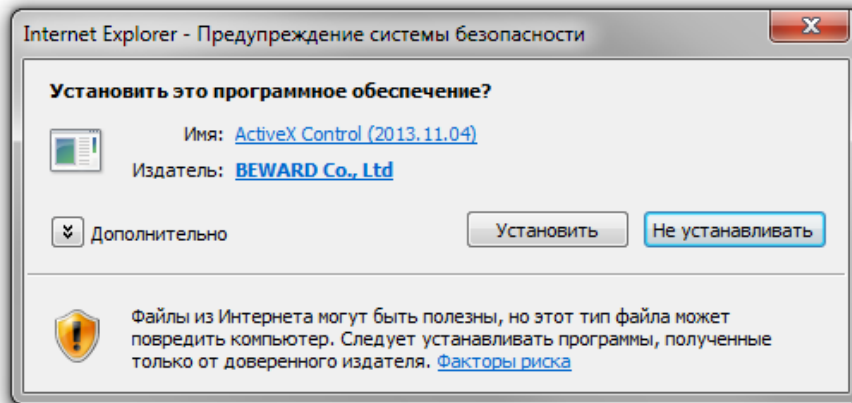 Internet Explorer - Предупреждение системы безопасности
Установить это программное обеспечение?
Имя: ActiveX Control (2013.11.04)
Издатель: BEWARD Co., Ltd
Дополнительно
Установить
Не устанавливать
Файлы из Интернета могут быть полезны, но этот тип файла может
повредить компьютер. Следует устанавливать программы, полученные
только от доверенного издателя. Факторы риска